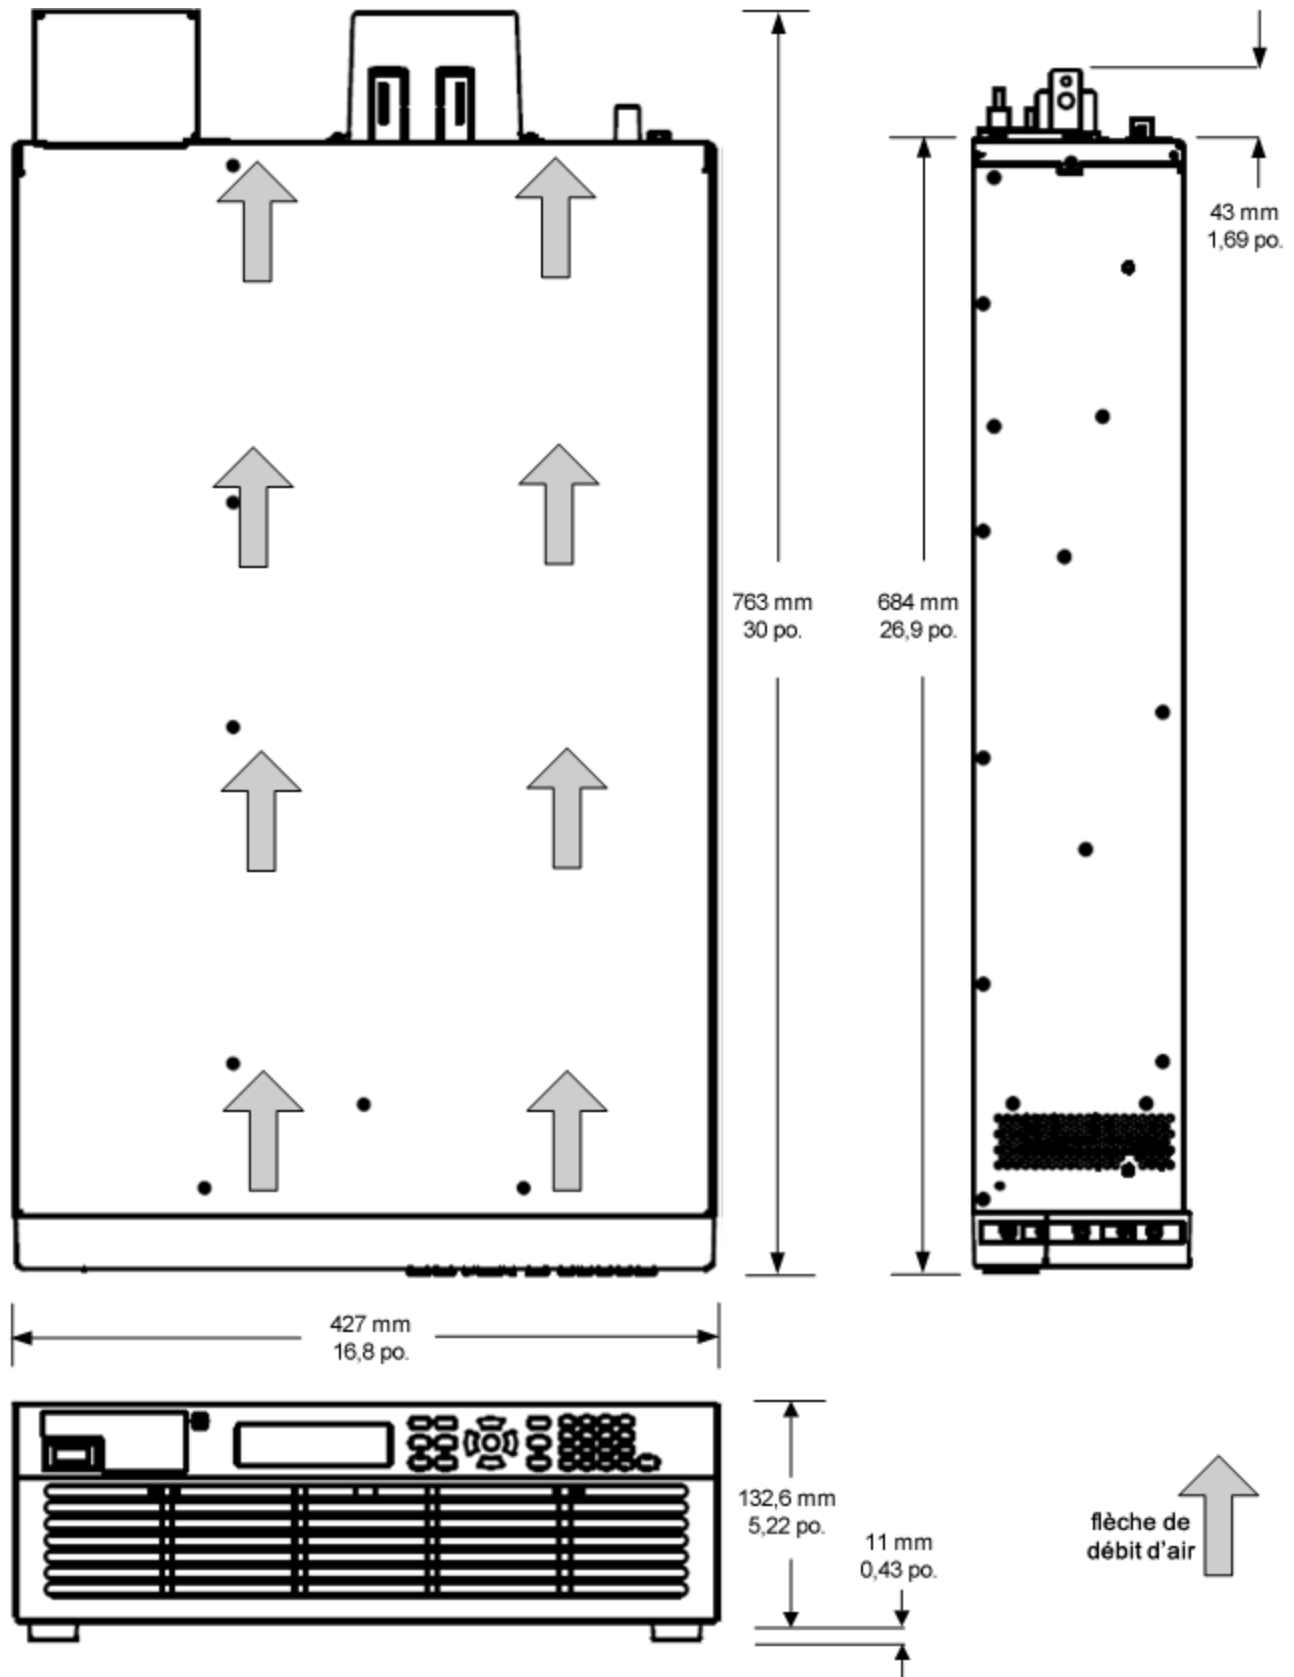 43 mm
1,69 po.
763 mm
30 po.
684 mm
26,9 po.
427 mm
16,8 po.
132,6 mm
5,22 po.
11 mm
0,43 po.
flèche de
débit d'air